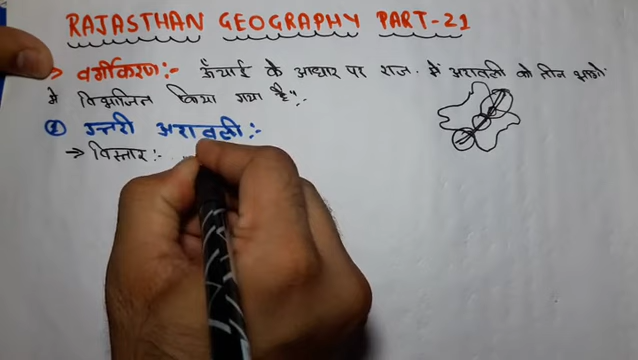 RAJASTHAN GEOGRAPHY PART-21
वर्गीकरण:- ऊँचाई के आधार पर राज. में अरावली को तीन भागो
मे विभाजित किया गया है"-
① उत्तरी अरावली:-
→ विस्तार:-